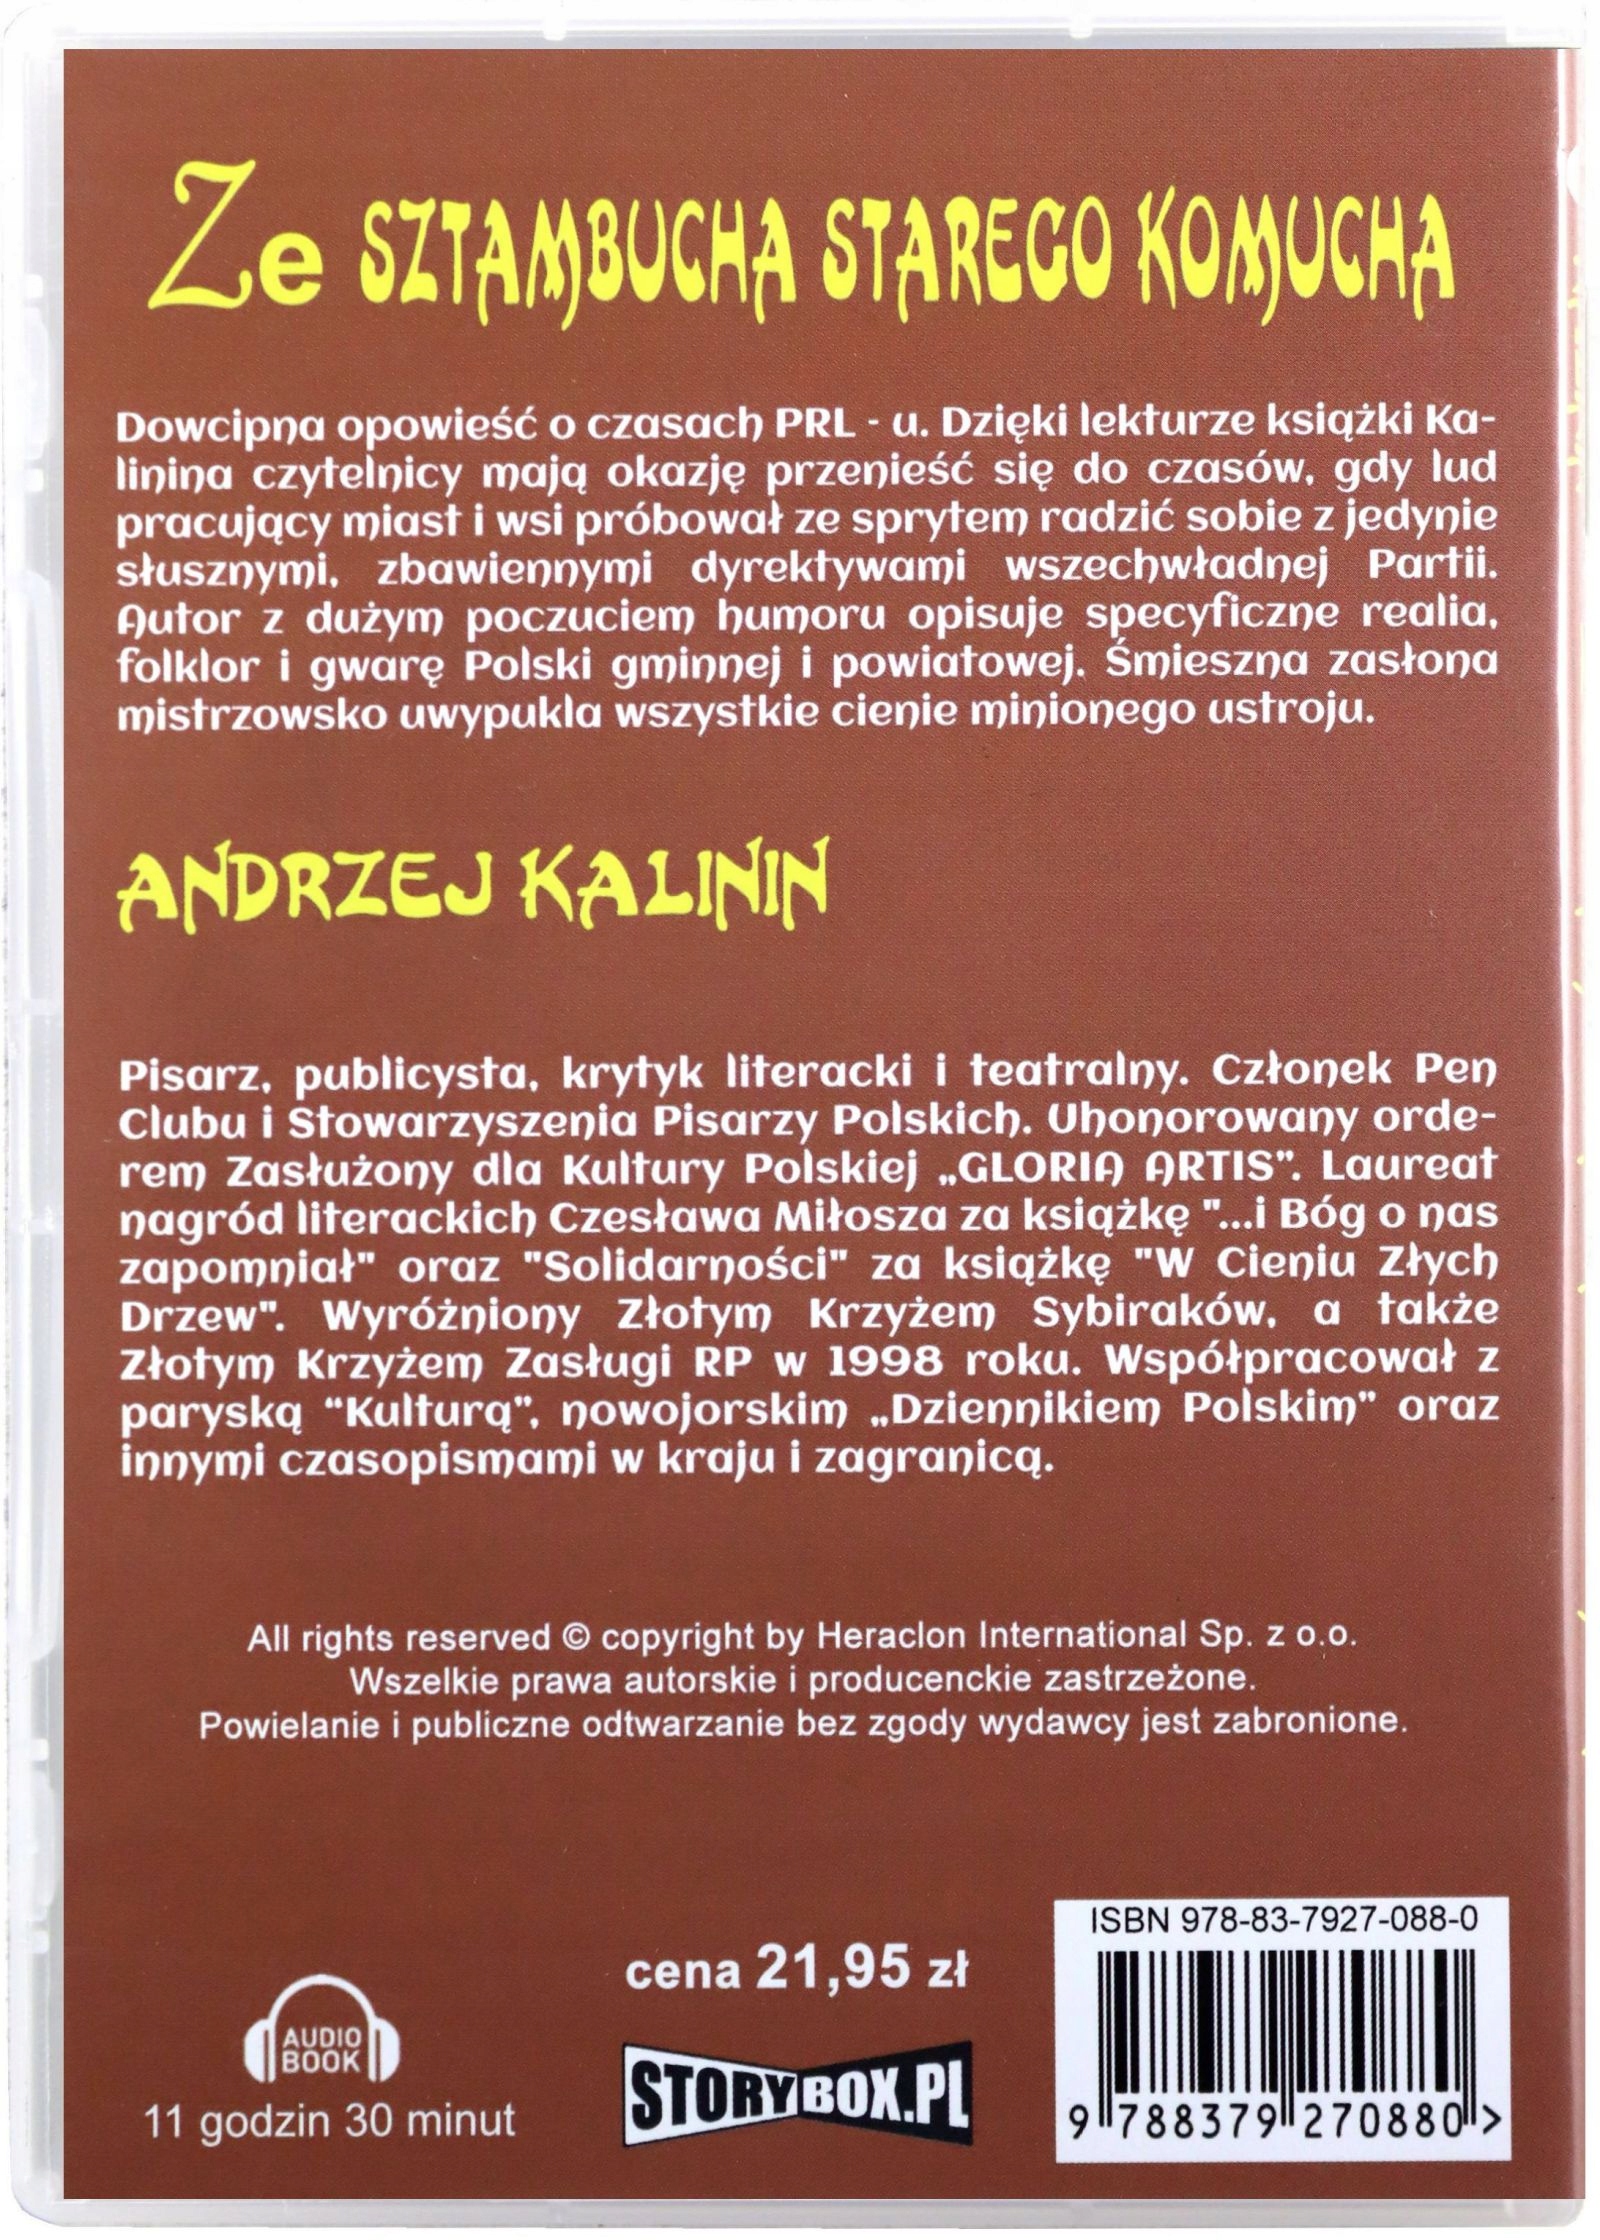 Ze SZTAMBUCHA STAREGO KOMUCHA
Dowcipna opowieść o czasach PRL - u. Dzięki lekturze książki Ka-
linina czytelnicy mają okazję przenieść się do czasów, gdy lud
pracujący miast i wsi próbował ze sprytem radzić sobie z jedynie
słusznymi, zbawiennymi dyrektywami wszechwładnej Partii.
Autor z dużym poczuciem humoru opisuje specyficzne realia,
folklor i gwarę Polski gminnej i powiatowej. Śmieszna zasłona
mistrzowsko uwypukla wszystkie cienie minionego ustroju.
ANDRZEJ KALININ
Pisarz, publicysta, krytyk literacki i teatralny. Członek Pen
Clubu i Stowarzyszenia Pisarzy Polskich. Uhonorowany orde-
rem Zasłużony dla Kultury Polskiej „GLORIA ARTIS”. Laureat
nagród literackich Czesława Miłosza za książkę "...i Bóg o nas
zapomniał" oraz "Solidarności" za książkę "W Cieniu Złych
Drzew". Wyróżniony Złotym Krzyżem Sybiraków, a także
Złotym Krzyżem Zasługi RP w 1998 roku. Współpracował z
paryską “Kulturą”, nowojorskim „Dziennikiem Polskim” oraz
innymi czasopismami w kraju i zagranicą.
All rights reserved © copyright by Heraclon International Sp. z o.o.
Wszelkie prawa autorskie i producenckie zastrzeżone.
Powielanie i publiczne odtwarzanie bez zgody wydawcy jest zabronione.
AUDIO
BOOK
11 godzin 30 minut
cena 21,95 zł
STORYBOX.PL
ISBN 978-83-7927-088-0
9 788379 270880 >